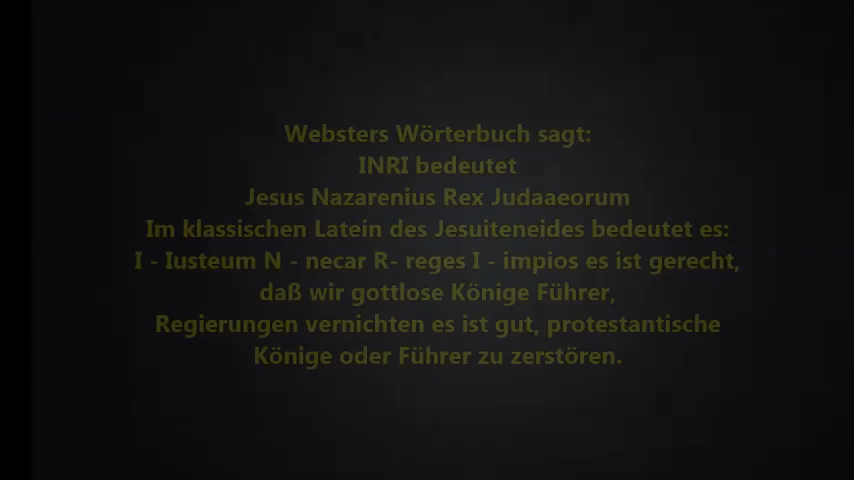 Websters Wörterbuch sagt:
INRI bedeutet
Jesus Nazarenius Rex Judaaeorum
Im klassischen Latein des Jesuiteneides bedeutet es:
I - Iusteum N - necar R- reges I - impios es ist gerecht,
daß wir gottlose Könige Führer,
Regierungen vernichten es ist gut, protestantische
Könige oder Führer zu zerstören.